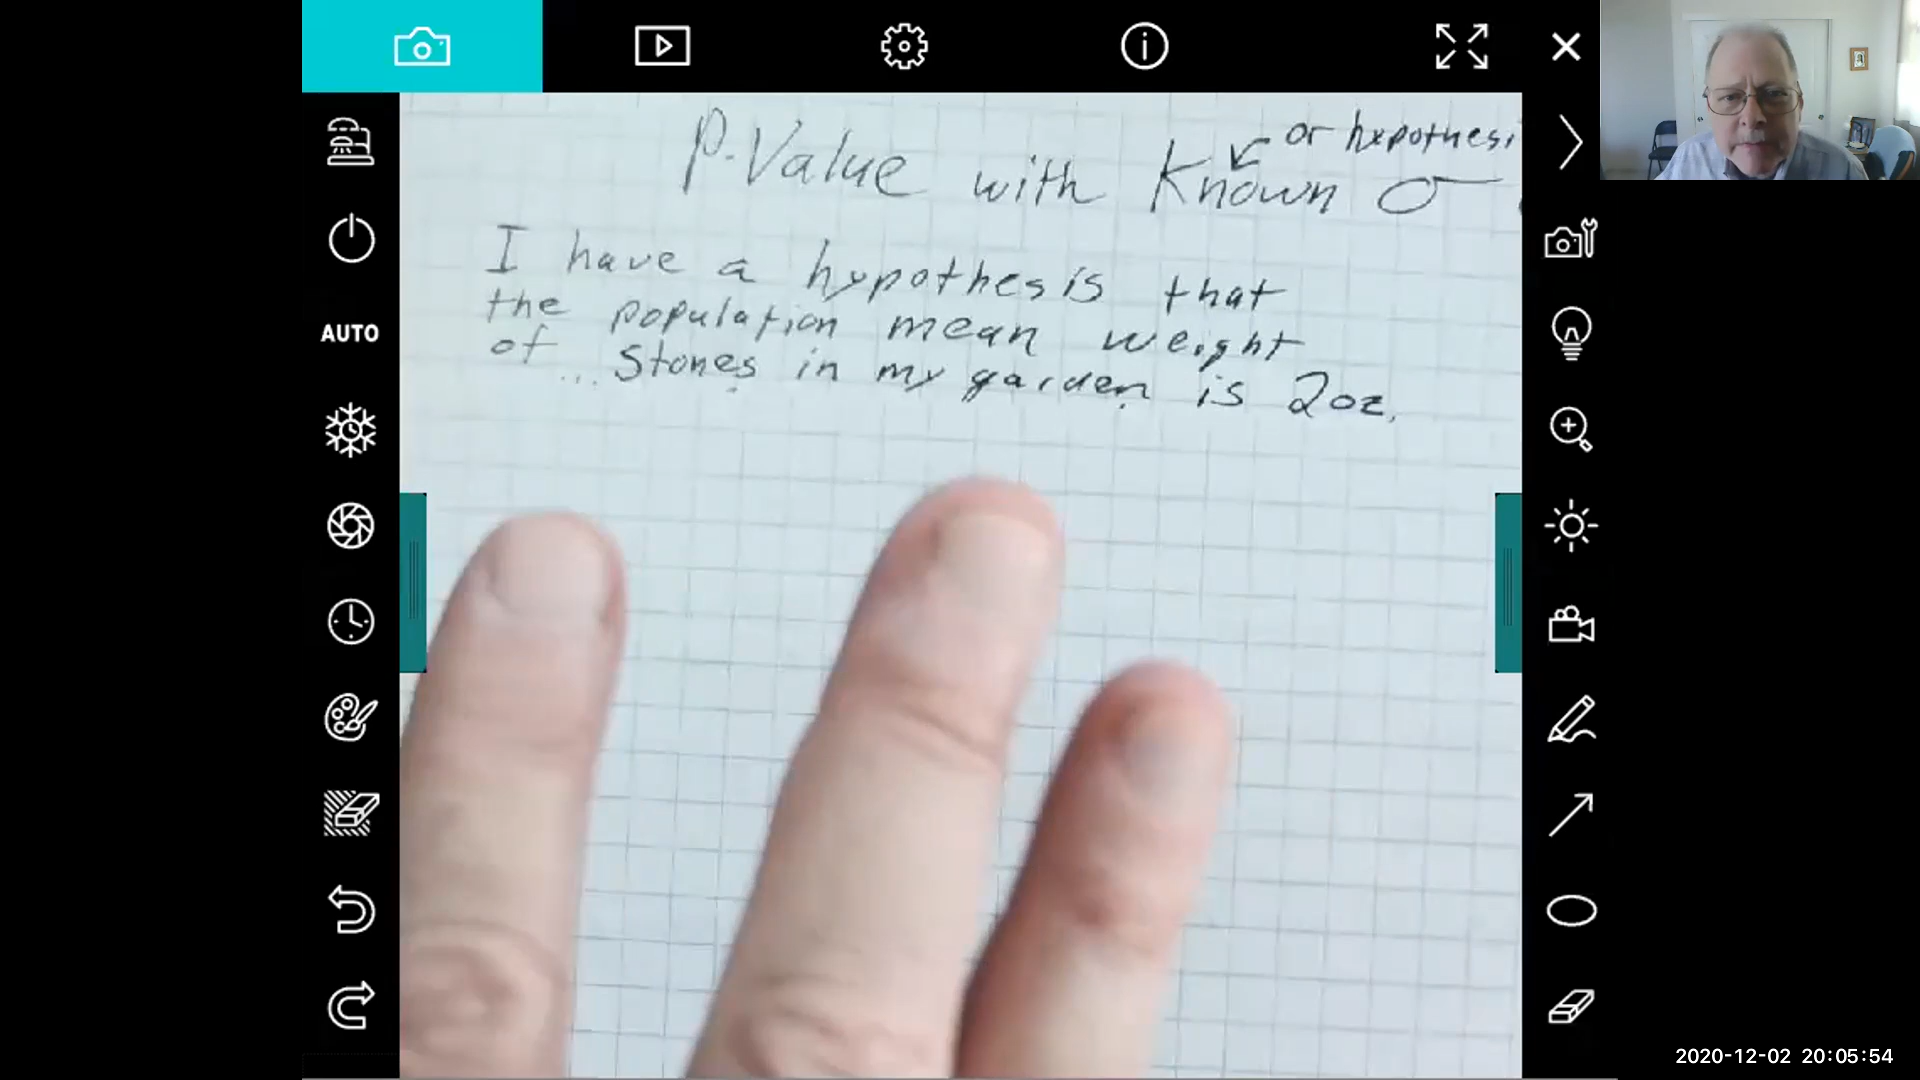 AUTO
or hypothesi
P-Value with Known σ
I have a hypothesis that
the population mean weight
of ... Stones in my garden is 2oz.
2020-12-02 20:05:54